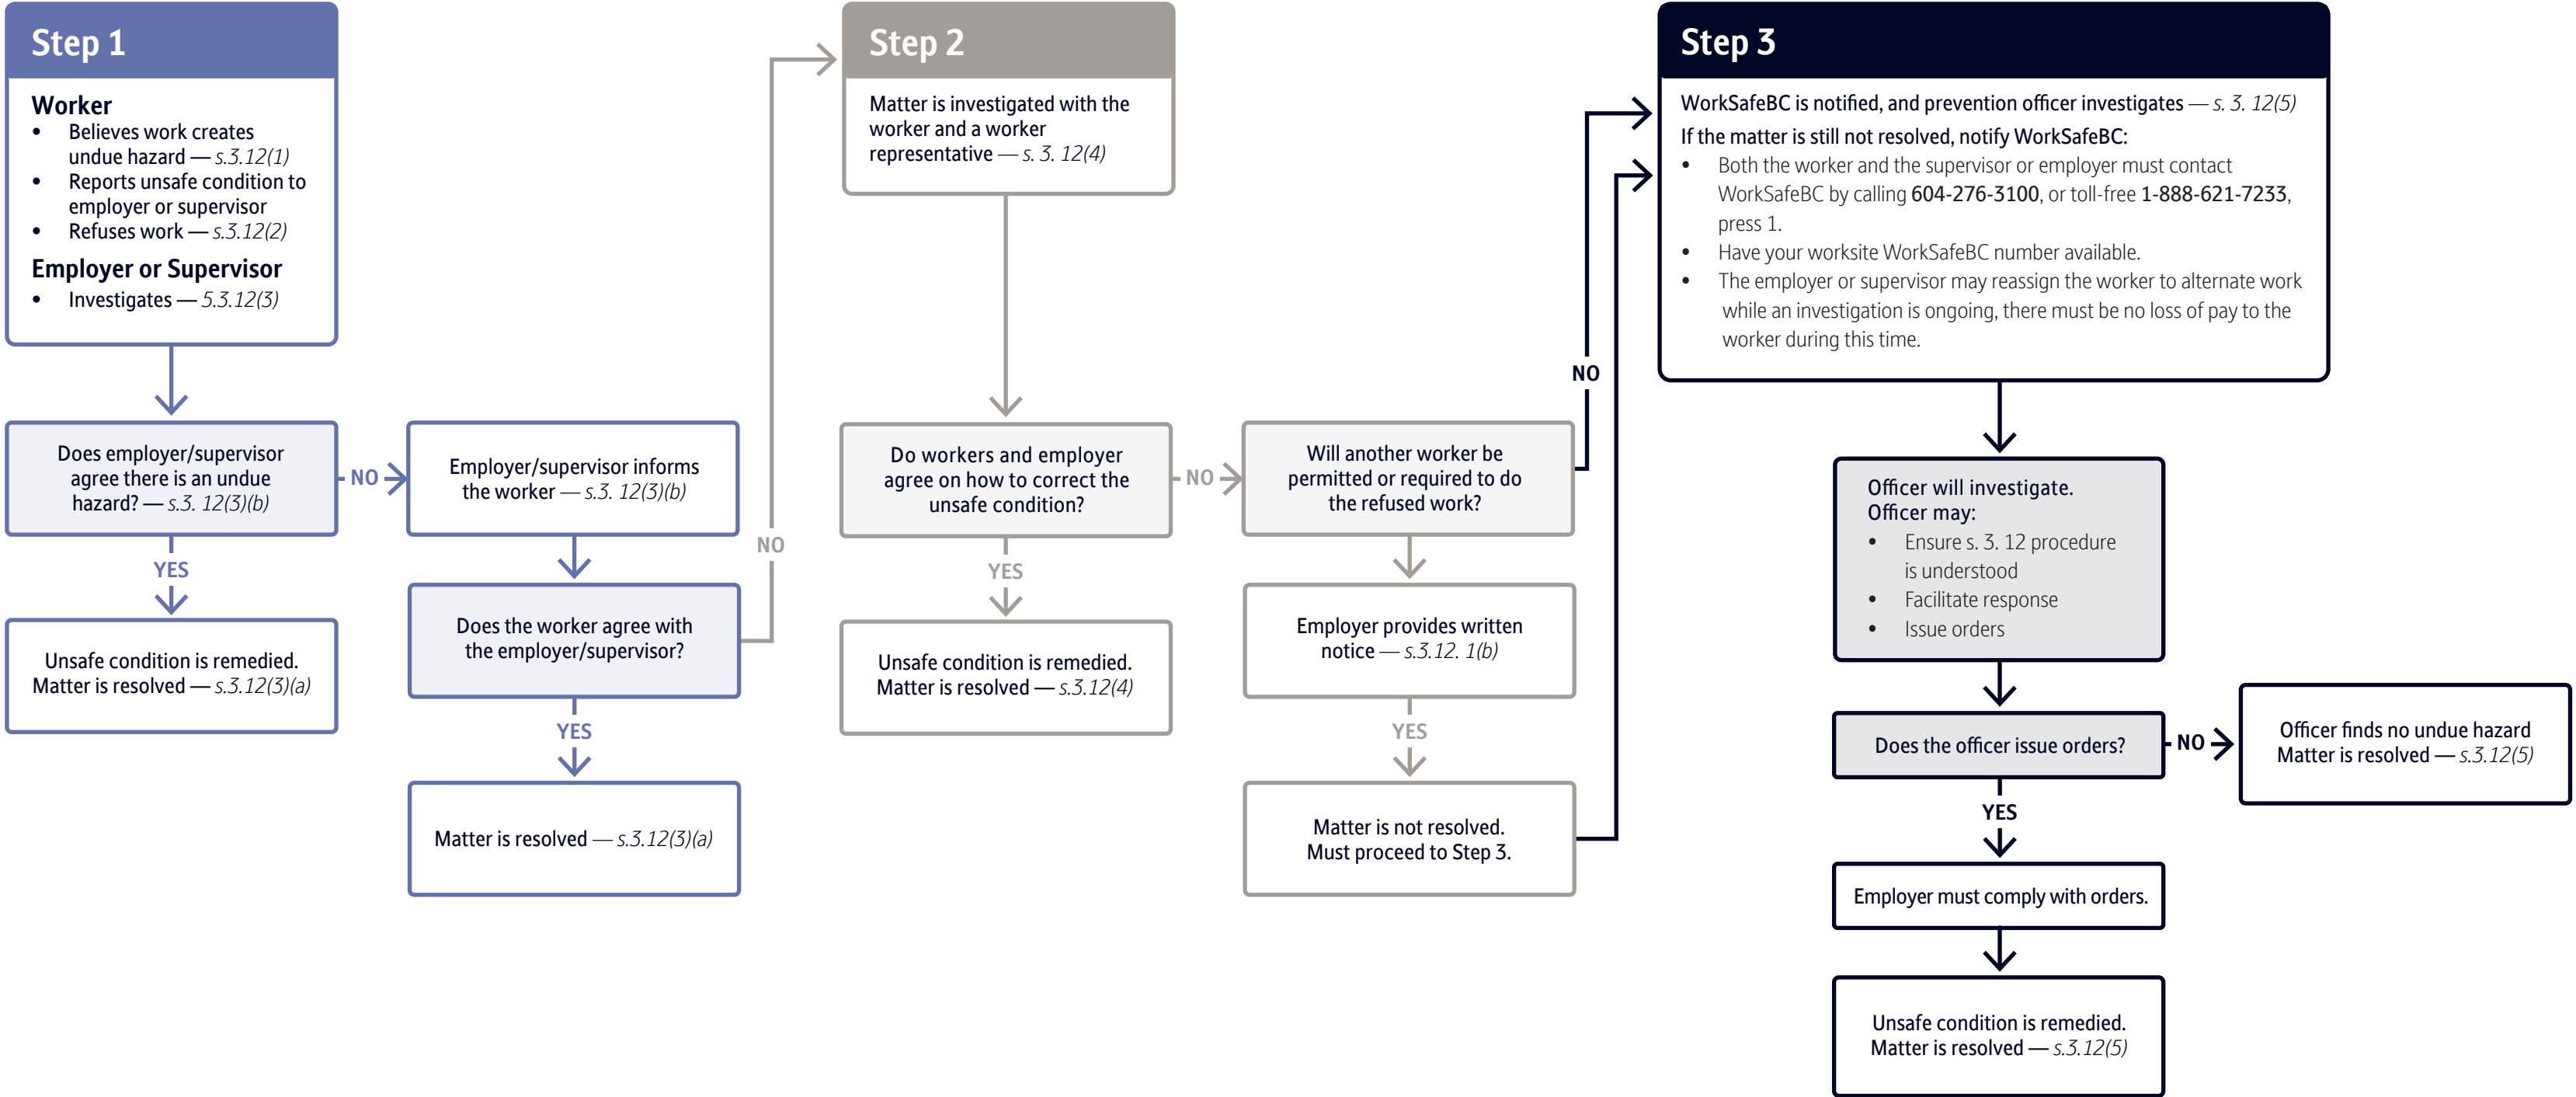 Step 1
Worker
• Believes work creates
undue hazard — s.3.12(1)
• Reports unsafe condition to
employer or supervisor
• Refuses work — s.3.12(2)
Employer or Supervisor
• Investigates — 5.3.12(3)
Does employer/supervisor
agree there is an undue
hazard? — s.3. 12(3)(b)
NO
Employer/supervisor informs
the worker — s.3. 12(3)(b)
YES
Unsafe condition is remedied.
Matter is resolved — s.3.12(3)(a)
Does the worker agree with
the employer/supervisor?
NO
YES
Matter is resolved — s.3.12(3)(a)
Step 2
Matter is investigated with the
worker and a worker
representative — s. 3. 12(4)
Do workers and employer
agree on how to correct the
unsafe condition?
NO
Will another worker be
permitted or required to do
the refused work?
NO
YES
Unsafe condition is remedied.
Matter is resolved — s.3.12(4)
Employer provides written
notice — s.3.12. 1(b)
YES
Matter is not resolved.
Must proceed to Step 3.
Step 3
WorkSafeBC is notified, and prevention officer investigates — s. 3. 12(5)
If the matter is still not resolved, notify WorkSafeBC:
• Both the worker and the supervisor or employer must contact
WorkSafeBC by calling 604-276-3100, or toll-free 1-888-621-7233,
press 1.
• Have your worksite WorkSafeBC number available.
• The employer or supervisor may reassign the worker to alternate work
while an investigation is ongoing, there must be no loss of pay to the
worker during this time.
Officer will investigate.
Officer may:
• Ensure s. 3. 12 procedure
is understood
• Facilitate response
• Issue orders
Does the officer issue orders?
NO
Officer finds no undue hazard
Matter is resolved — s.3.12(5)
YES
Employer must comply with orders.
Unsafe condition is remedied.
Matter is resolved — s.3.12(5)